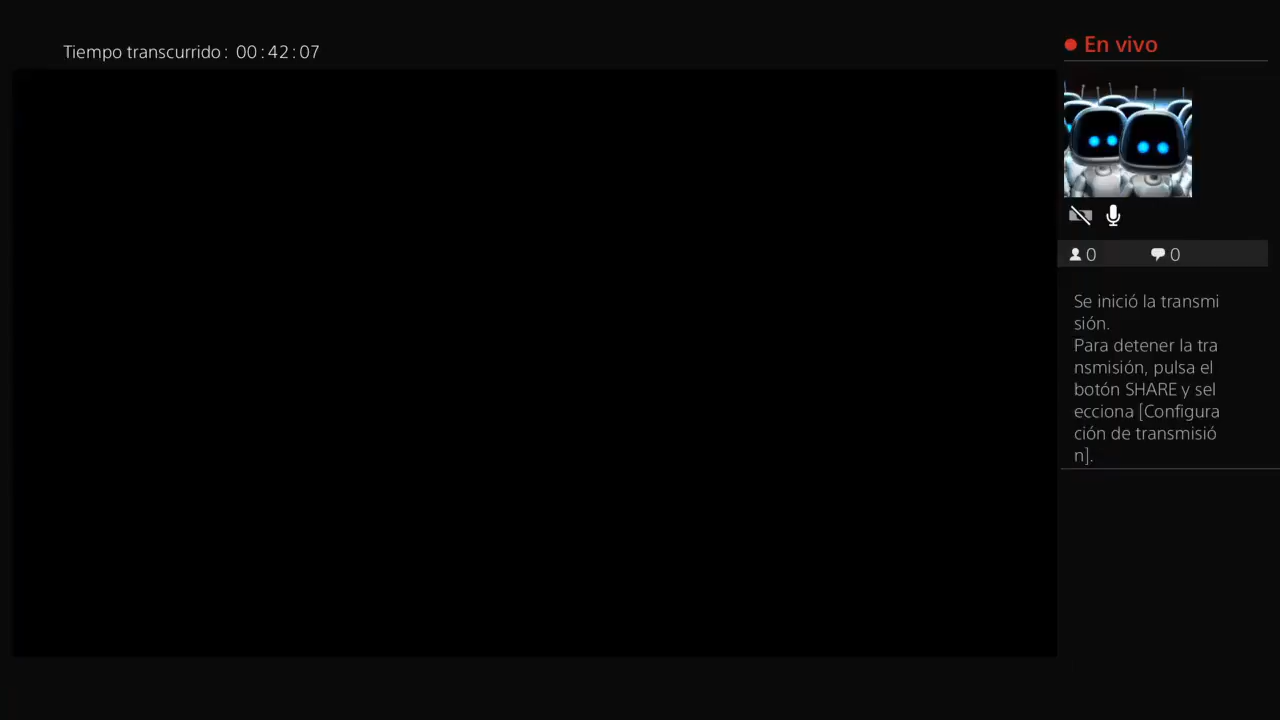 Tiempo transcurrido: 00:42:07
En vivo
0
0
Se inició la transmi
sión.
Para detener la tra
nsmisión, pulsa el
botón SHARE y sel
ecciona [Configura
ción de transmisió
n].